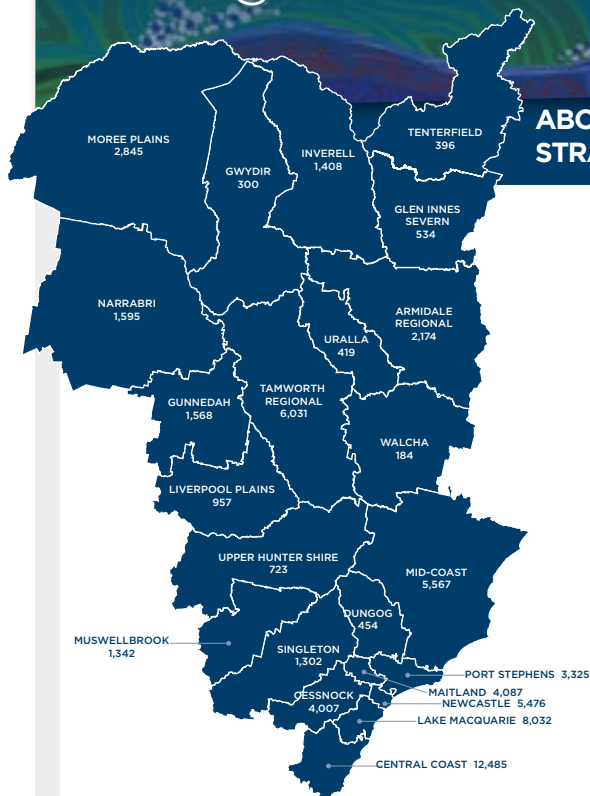 ABO
STRA
TENTERFIELD
396
MOREE PLAINS
2,845
INVERELL
1,408
GWYDIR
300
GLEN INNES
SEVERN
534
NARRABRI
1,595
ARMIDALE
REGIONAL
2,174
URALLA
419
TAMWORTH
REGIONAL
6,031
GUNNEDAH
1,568
WALCHA
184
LIVERPOOL PLAINS
957
UPPER HUNTER SHIRE
723
MID-COAST
5,567
DUNGOG
454
MUSWELLBROOK
1,342
SINGLETON
1,302
PORT STEPHENS 3,325
MAITLAND 4,087
CESSNOCK
4,007
NEWCASTLE 5,476
LAKE MACQUARIE 8,032
CENTRAL COAST 12,485